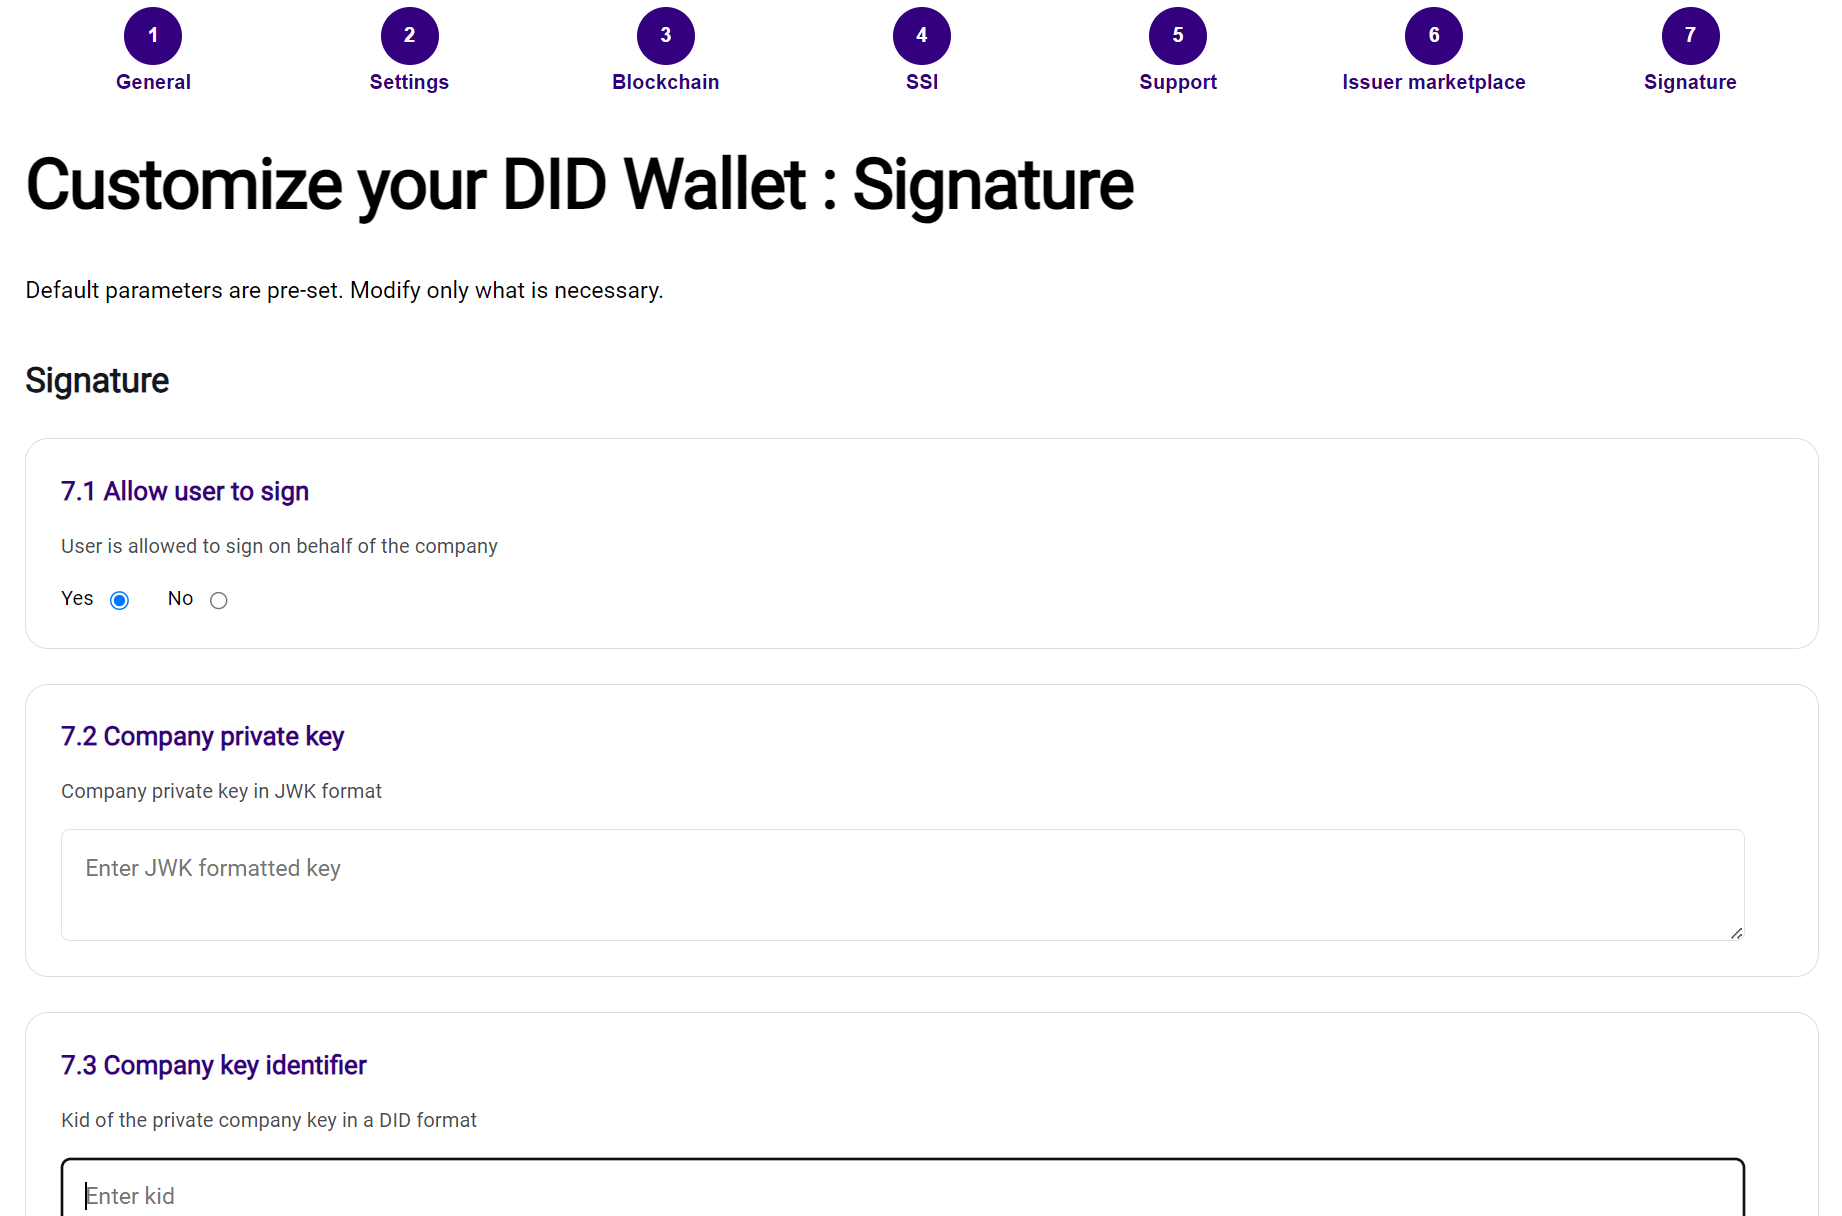 1 2 3 4 5 6 7
General Settings Blockchain SSI Support Issuer marketplace Signature
Customize your DID Wallet : Signature
Default parameters are pre-set. Modify only what is necessary.
Signature
7.1 Allow user to sign
User is allowed to sign on behalf of the company
Yes No
7.2 Company private key
Company private key in JWK format
Enter JWK formatted key
7.3 Company key identifier
Kid of the private company key in a DID format
Enter kid